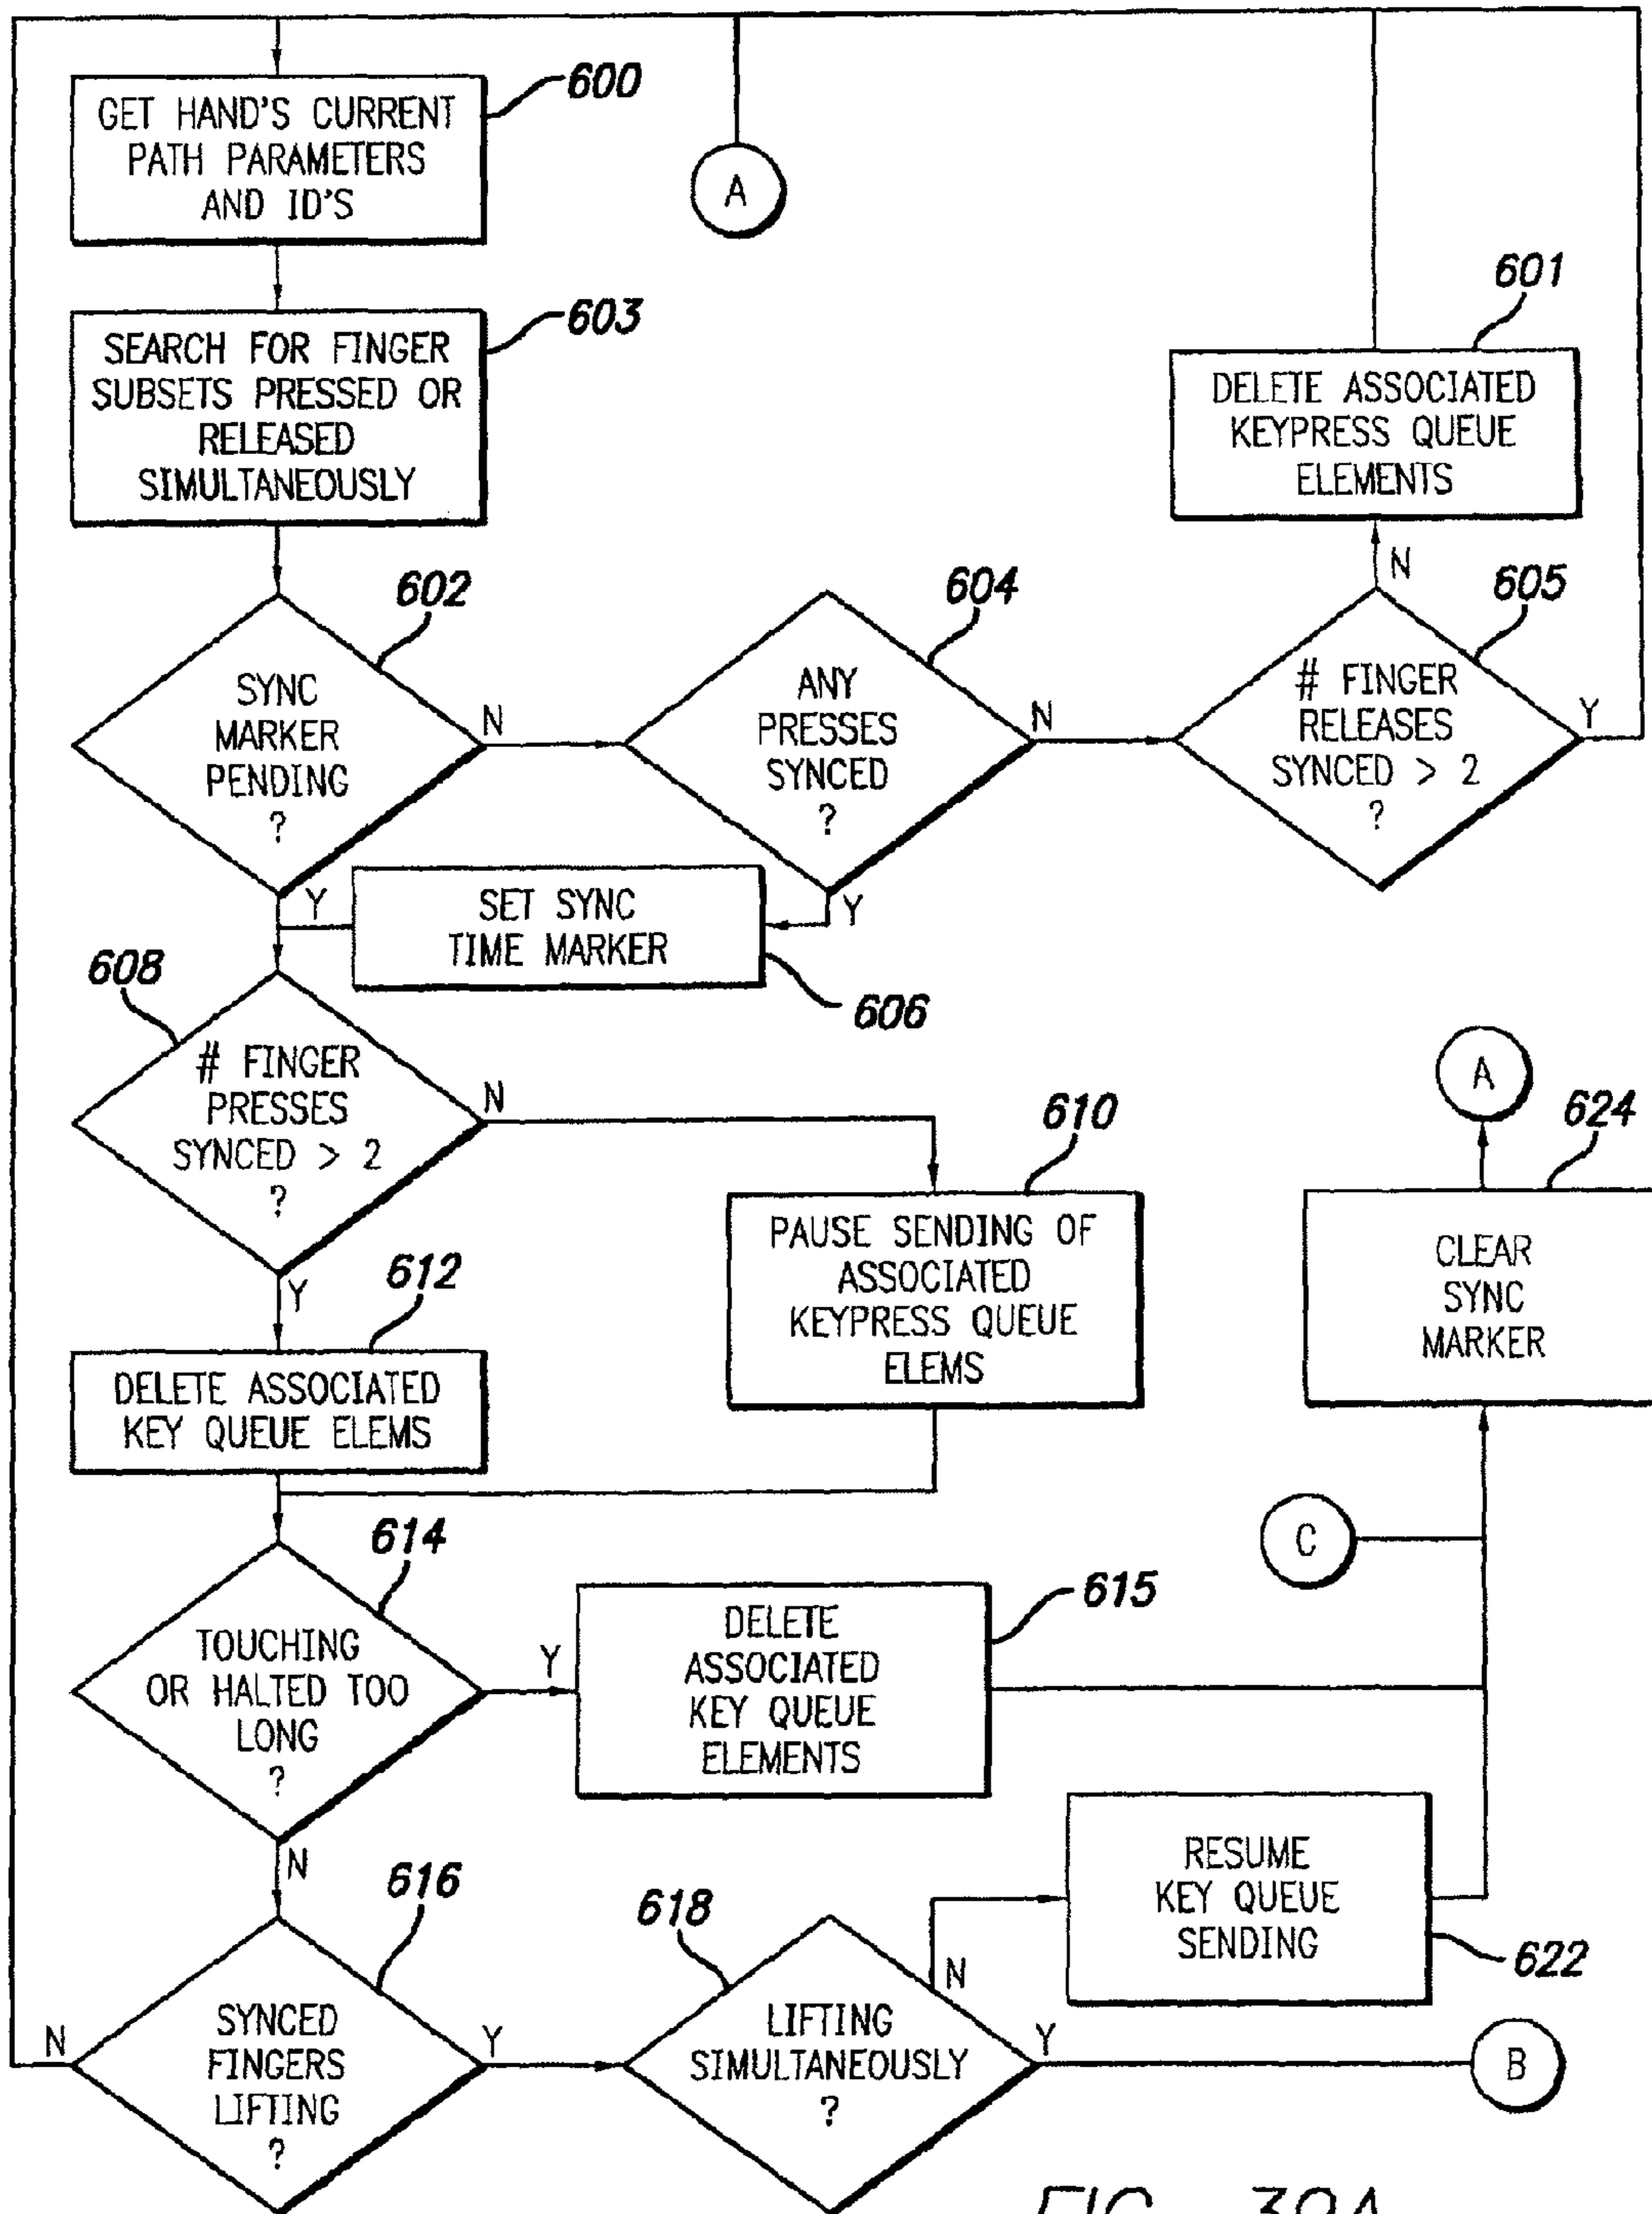 600
GET HAND'S CURRENT
PATH PARAMETERS
AND ID'S
A
603
SEARCH FOR FINGER
SUBSETS PRESSED OR
RELEASED
SIMULTANEOUSLY
601
DELETE ASSOCIATED
KEYPRESS QUEUE
ELEMENTS
N
602
SYNC
MARKER
PENDING
?
N
Y
604
ANY
PRESSES
SYNCED
?
N
Y
605
# FINGER
RELEASES
SYNCED > 2
?
Y
SET SYNC
TIME MARKER
606
608
# FINGER
PRESSES
SYNCED > 2
?
N
Y
610
PAUSE SENDING OF
ASSOCIATED
KEYPRESS QUEUE
ELEMS
A
624
CLEAR
SYNC
MARKER
612
DELETE ASSOCIATED
KEY QUEUE ELEMS
C
614
TOUCHING
OR HALTED TOO
LONG
?
Y
N
615
DELETE
ASSOCIATED
KEY QUEUE
ELEMENTS
RESUME
KEY QUEUE
SENDING
622
616
N
SYNCED
FINGERS
LIFTING
?
Y
618
LIFTING
SIMULTANEOUSLY
?
N
Y
B
FIG. 39A